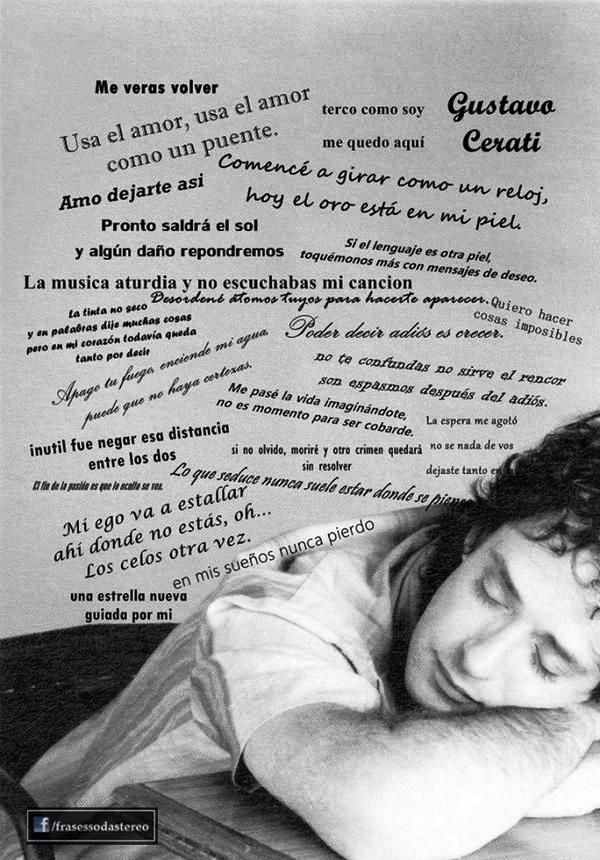 Me veras volver
Usa el amor, usa el amor
como un puente.
terco como soy
me quedo aquí
Gustavo
Cerati
Amo dejarte asi
Comencé a girar como un reloj,
hoy el oro está en mi piel.
Pronto saldrá el sol
y algún daño repondremos
Si el lenguaje es otra piel,
toquémonos más con mensajes de deseo.
La musica aturdia y no escuchabas mi cancion
La tinta no seco
y en palabras dije muchas cosas
pero en mi corazón todavía queda
tanto por decir
Desordené átomos tuyos para hacerte aparecer.
Quiero hacer
cosas imposibles
Apago tu fuego, enciende mi agua,
puede que no haya certezas.
Poder decir adiós es crecer.
no te confundas no sirve el rencor
son espasmos después del adiós.
Me pasé la vida imaginándote,
no es momento para ser cobarde.
La espera me agotó
no se nada de vos
dejaste tanto en
inutil fue negar esa distancia
entre los dos
si no olvido, moriré y otro crimen quedará
sin resolver
El fin de la pasión es que lo oculto se vea.
Lo que seduce nunca suele estar donde se piensa
Mi ego va a estallar
ahí donde no estás, oh...
Los celos otra vez.
en mis sueños nunca pierdo
una estrella nueva
guiada por mi
/frasessodastereo